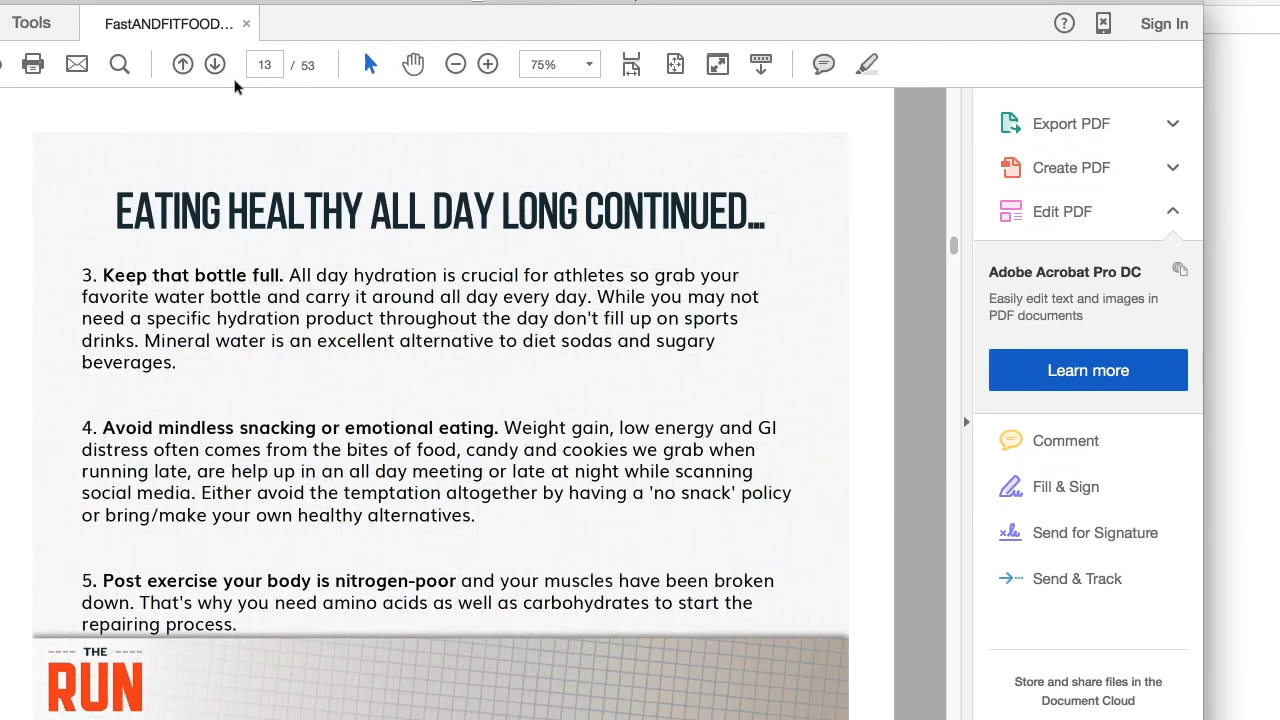 Tools
FastANDFITFOOD... ×
Sign In
13 / 53
75%
EATING HEALTHY ALL DAY LONG CONTINUED...
3. Keep that bottle full. All day hydration is crucial for athletes so grab your
favorite water bottle and carry it around all day every day. While you may not
need a specific hydration product throughout the day don't fill up on sports
drinks. Mineral water is an excellent alternative to diet sodas and sugary
beverages.
4. Avoid mindless snacking or emotional eating. Weight gain, low energy and GI
distress often comes from the bites of food, candy and cookies we grab when
running late, are help up in an all day meeting or late at night while scanning
social media. Either avoid the temptation altogether by having a 'no snack' policy
or bring/make your own healthy alternatives.
5. Post exercise your body is nitrogen-poor and your muscles have been broken
down. That's why you need amino acids as well as carbohydrates to start the
repairing process.
THE
RUN
Export PDF
Create PDF
Edit PDF
Adobe Acrobat Pro DC
Easily edit text and images in
PDF documents
Learn more
Comment
Fill & Sign
Send for Signature
Send & Track
Store and share files in the
Document Cloud